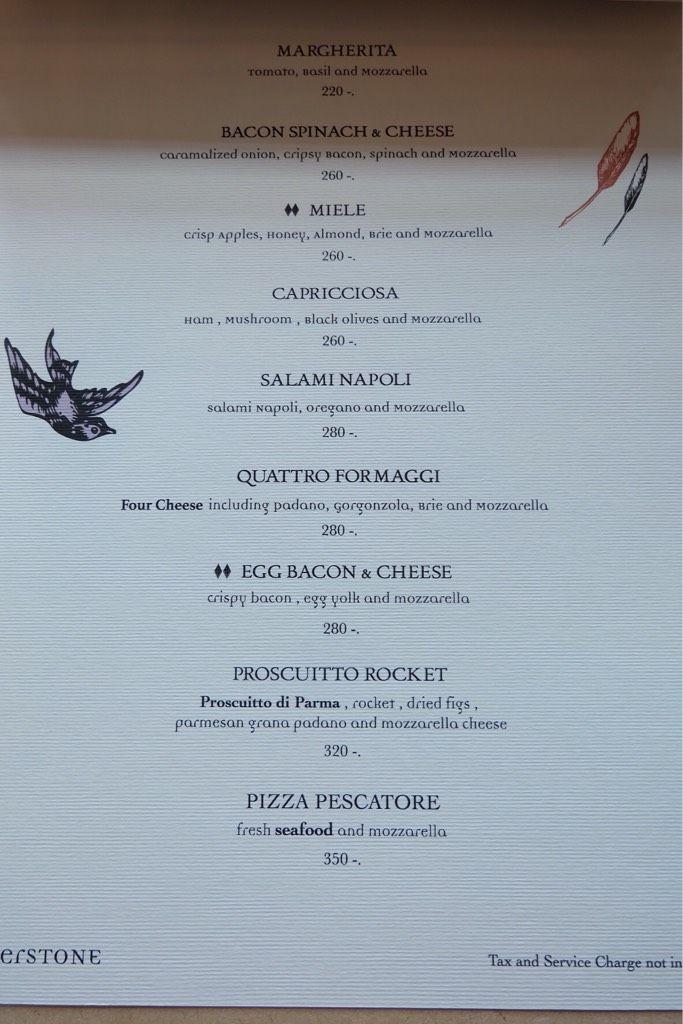 MARGHERITA
Tomato, Basil and Mozzarella
220 -.
BACON SPINACH & CHEESE
caramalized onion, cripsy Bacon, spinach and Mozzarella
260 -.
♦♦ MIELE
crisp Apples, Honey, Almond, Brie and Mozzarella
260 -.
CAPRICCIOSA
Ham , Mushroom , Black olives and Mozzarella
260 -.
SALAMI NAPOLI
salami Napoli, oregano and Mozzarella
280 -.
QUATTRO FORMAGGI
Four Cheese including padano, gorgonzola, Brie and Mozzarella
280 -.
♦♦ EGG BACON & CHEESE
crispy bacon , egg yolk and mozzarella
280 -.
PROSCUITTO ROCKET
Proscuitto di Parma , rocket , dried figs ,
parmesan grana padano and mozzarella cheese
320 -.
PIZZA PESCATORE
fresh seafood and mozzarella
350 -.
erSTONE
Tax and Service Charge not in